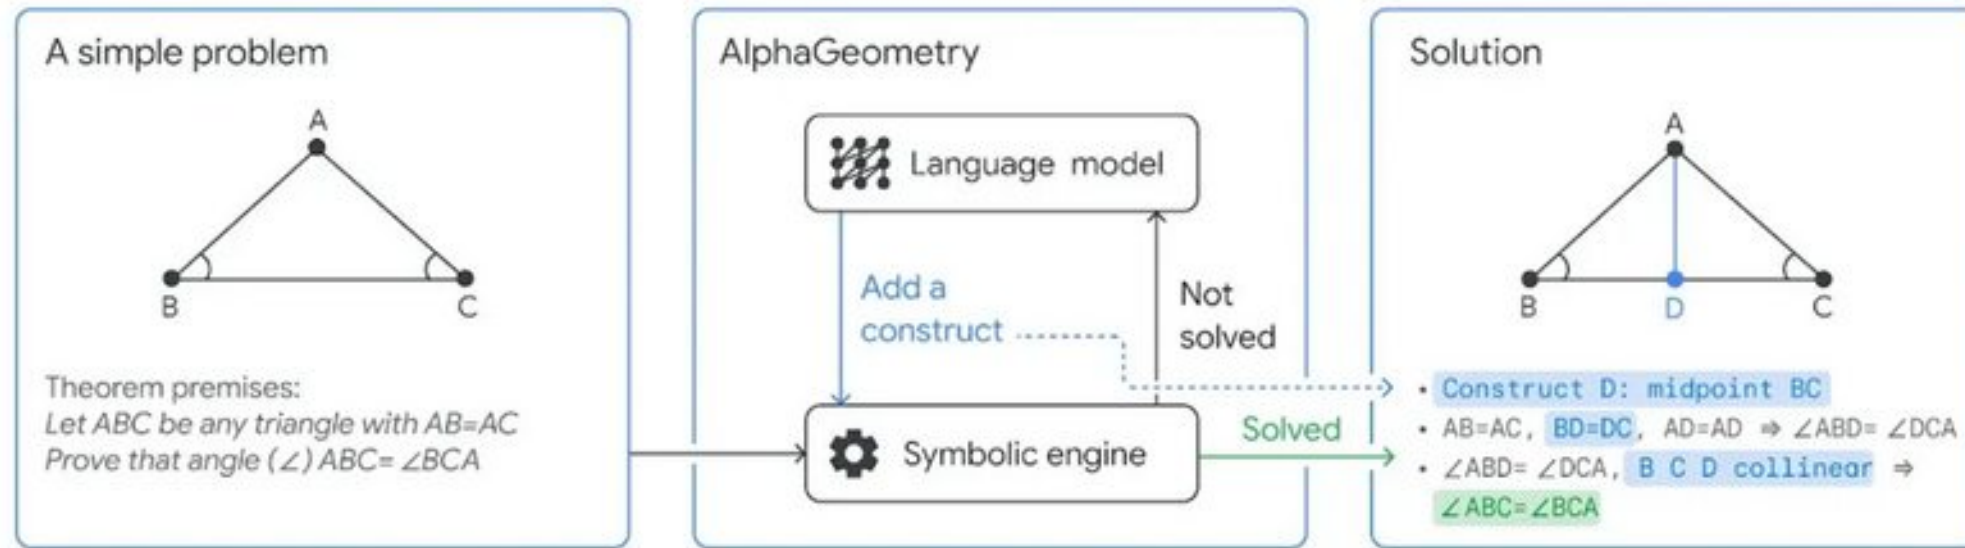 A simple problem
A
B
C
Theorem premises:
Let ABC be any triangle with AB=AC
Prove that angle (∠) ABC= ∠BCA
AlphaGeometry
Language model
Add a
construct
Not
solved
Symbolic engine
Solved
Solution
A
B
D
C
• Construct D: midpoint BC
• AB=AC, BD=DC, AD=AD ⇒ ∠ABD= ∠DCA
• ∠ABD= ∠DCA, B C D collinear ⇒
∠ABC=∠BCA